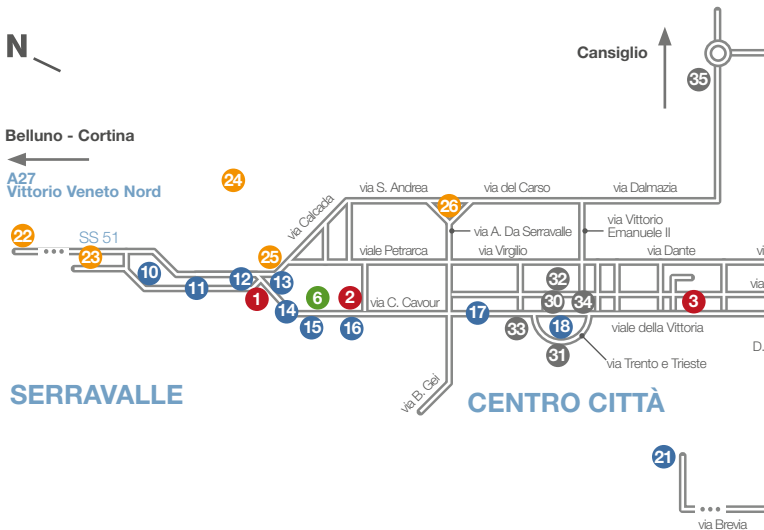 N
Cansiglio
35
Belluno - Cortina
A27
Vittorio Veneto Nord
24
via S. Andrea
via del Carso
via Dalmazia
via Calcada
26
22
SS 51
23
via A. Da Serravalle
via Vittorio
Emanuele II
25
viale Petrarca
via Virgilio
via Dante
vi
10
11
12
13
32
1
6
2
via C. Cavour
30
34
3
via
14
15
16
17
33
18
viale della Vittoria
31
via Trento e Trieste
D.
via B. Gei
SERRAVALLE
CENTRO CITTÀ
21
via Brevia